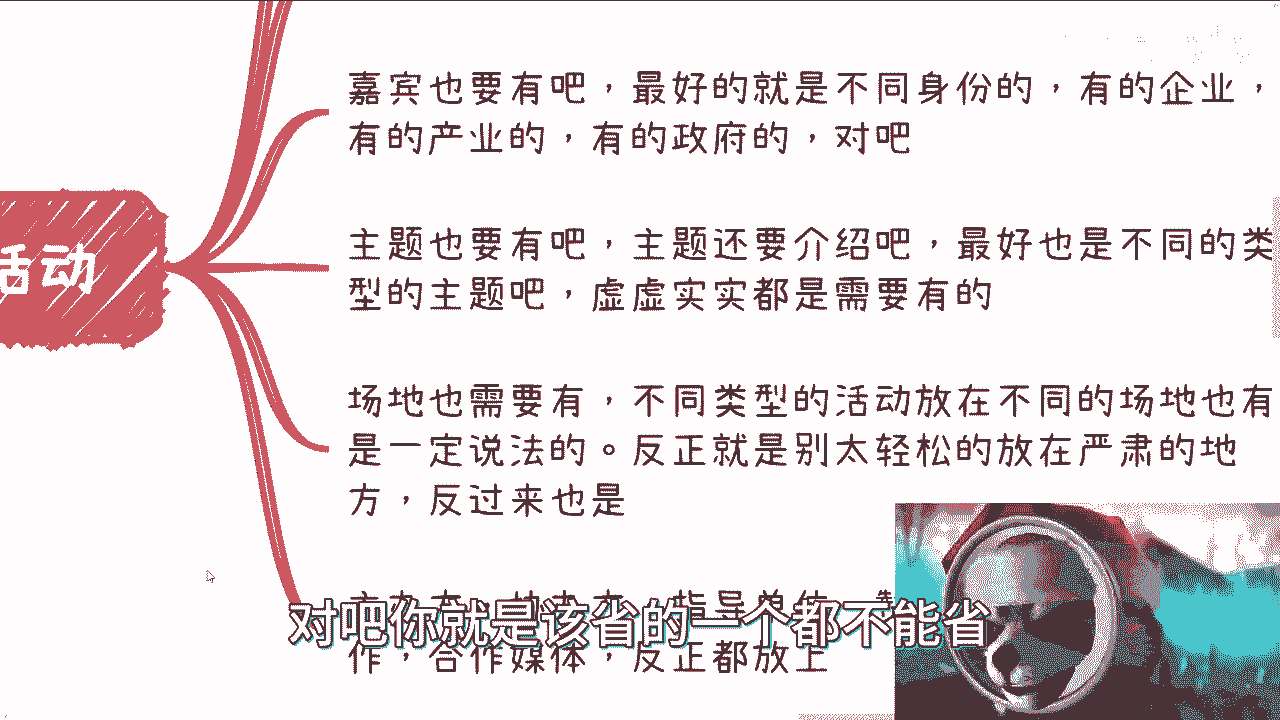 嘉宾也要有吧，最好的就是不同身份的，有的企业，
有的产业的，有的政府的，对吧
活动
主题也要有吧，主题还要介绍吧，最好也是不同的类
型的主题吧，虚虚实实都是需要有的
场地也需要有，不同类型的活动放在不同的场地也有
是一定说法的。反正就是别太轻松的放在严肃的地
方，反过来也是
指导单位
对吧你就是该省的一个都不能省
作，合作媒体，反正都放上